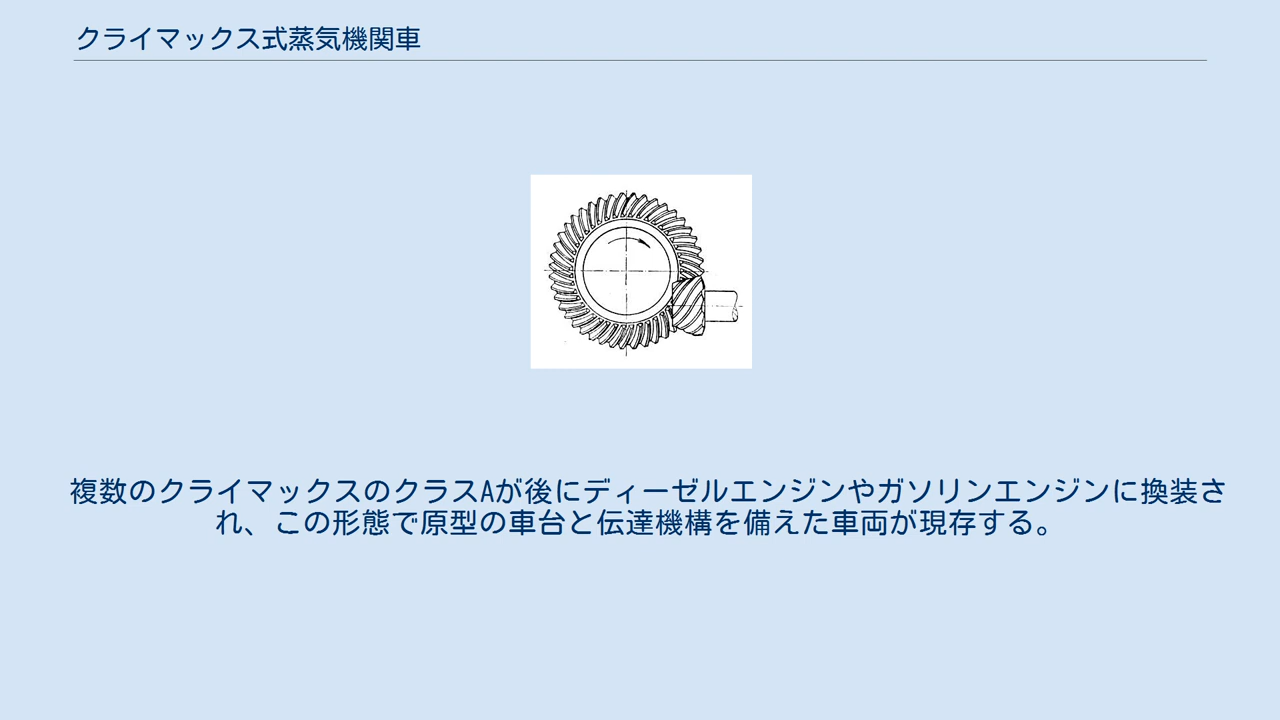 クライマックス式蒸気機関車
複数のクライマックスのクラスAが後にディーゼルエンジンやガソリンエンジンに換装さ
れ、この形態で原型の車台と伝達機構を備えた車両が現存する。